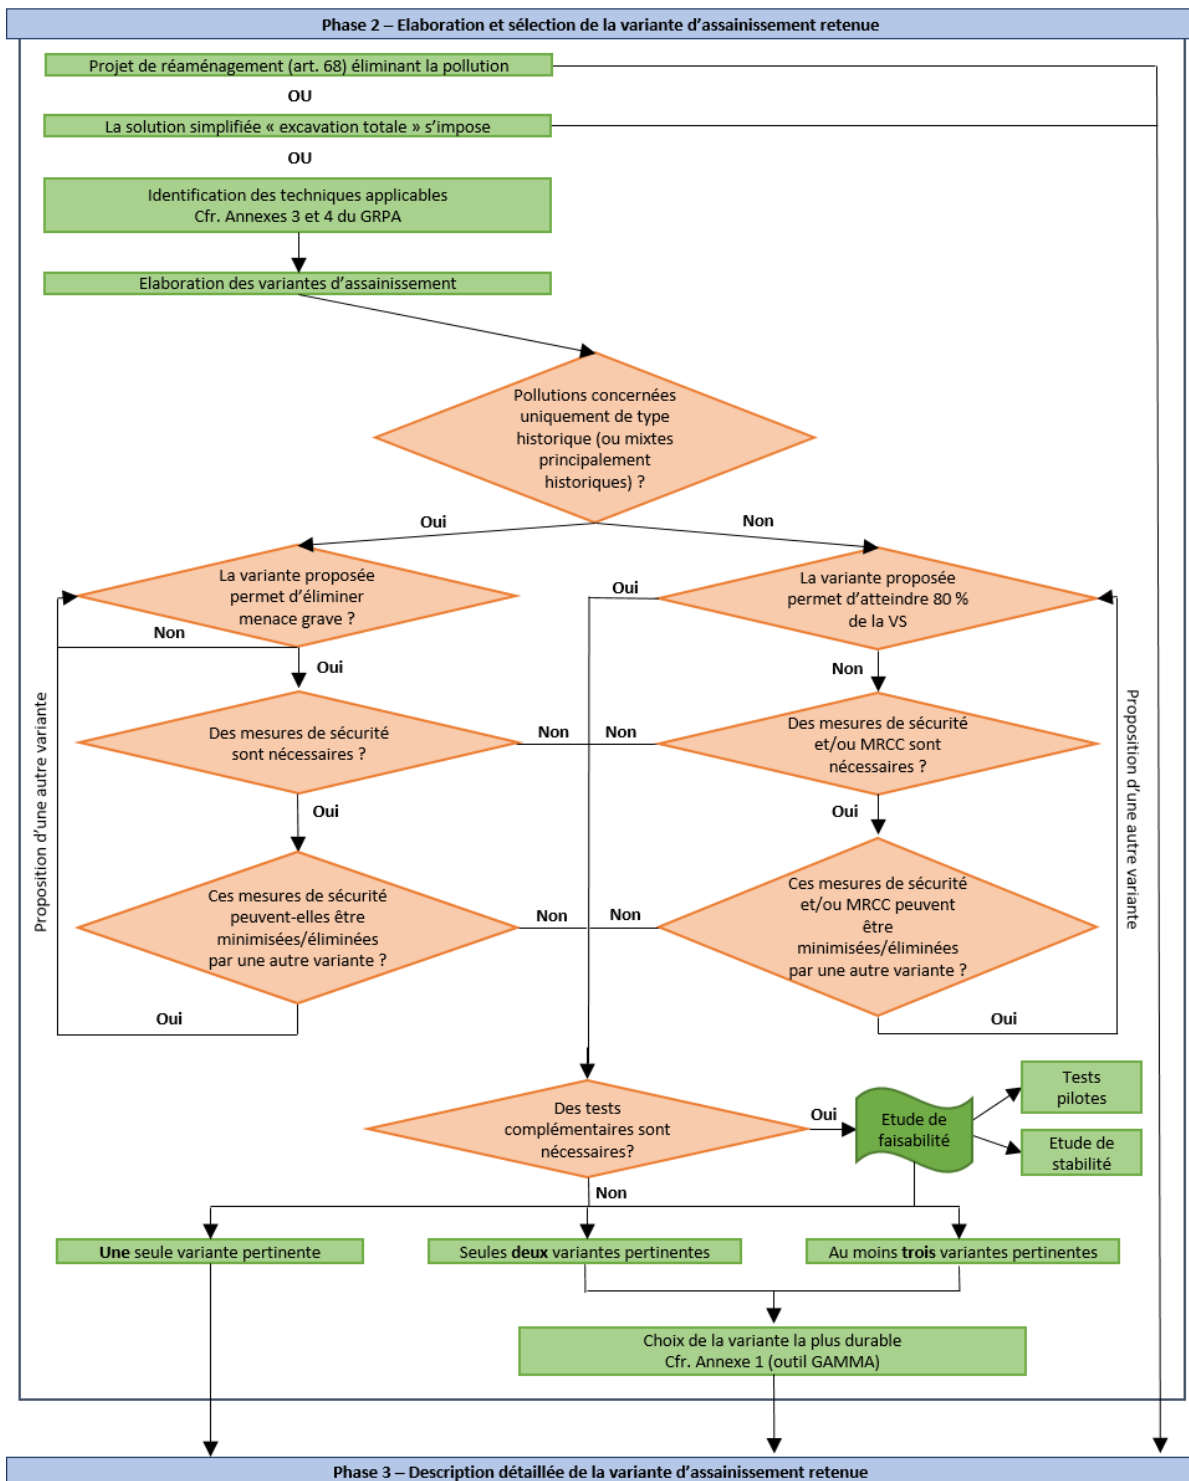 Phase 2 – Elaboration et sélection de la variante d’assainissement retenue
Projet de réaménagement (art. 68) éliminant la pollution
OU
La solution simplifiée « excavation totale » s’impose
OU
Identification des techniques applicables
Cfr. Annexes 3 et 4 du GRPA
Elaboration des variantes d’assainissement
Pollutions concernées
uniquement de type
historique (ou mixtes
principalement
historiques) ?
Oui
Non
La variante proposée
permet d’éliminer
menace grave ?
Oui
La variante proposée
permet d’atteindre 80 %
de la VS
Non
Oui
Non
Proposition d’une autre variante
Des mesures de sécurité
sont nécessaires ?
Non
Non
Des mesures de sécurité
et/ou MRCC sont
nécessaires ?
Proposition d’une autre variante
Oui
Oui
Ces mesures de sécurité
peuvent-elles être
minimisées/éliminées
par une autre variante ?
Non
Non
Ces mesures de sécurité
et/ou MRCC peuvent
être
minimisées/éliminées
par une autre variante ?
Oui
Oui
Des tests
complémentaires sont
nécessaires?
Oui
Etude de
faisabilité
Tests
pilotes
Etude de
stabilité
Non
Une seule variante pertinente
Seules deux variantes pertinentes
Au moins trois variantes pertinentes
Choix de la variante la plus durable
Cfr. Annexe 1 (outil GAMMA)
Phase 3 – Description détaillée de la variante d’assainissement retenue